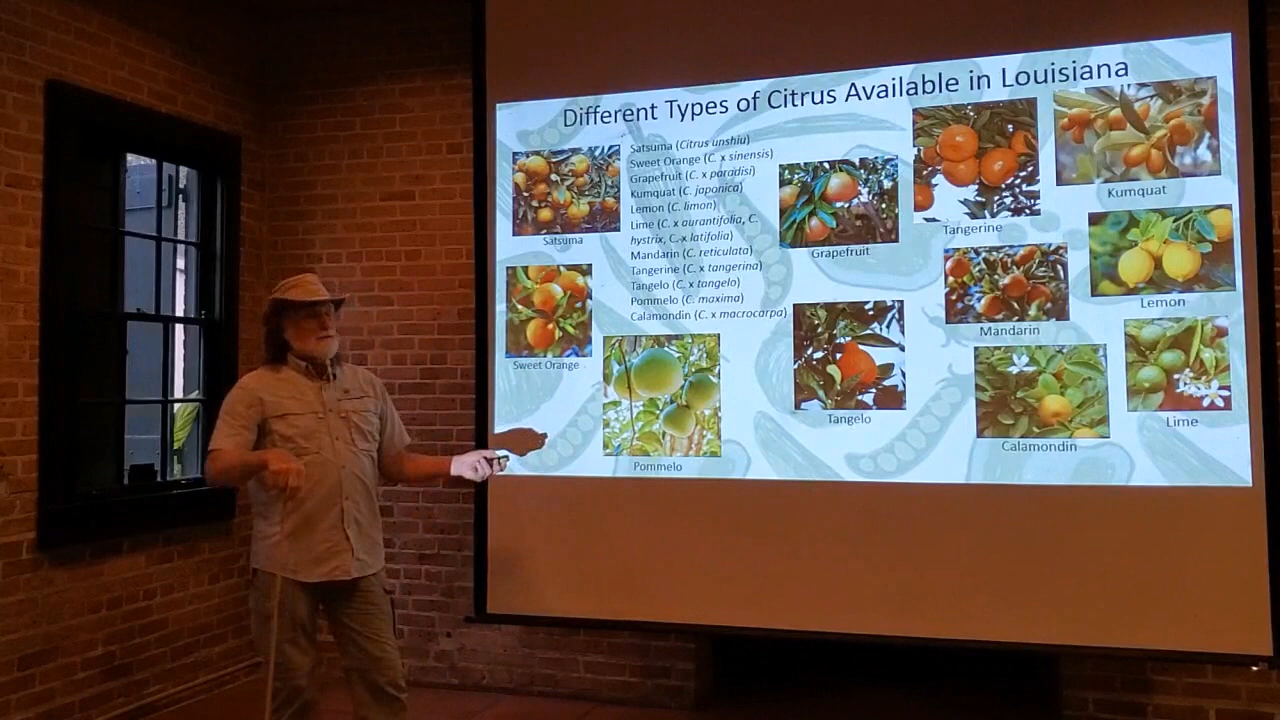 Different Types of Citrus Available in Louisiana
Satsuma (Citrus unshiu)
Sweet Orange (C. x sinensis)
Grapefruit (C. x paradisi)
Kumquat (C. japonica)
Lemon (C. limon)
Lime (C. x aurantifolia, C.
hystrix, C. x latifolia)
Mandarin (C. reticulata)
Tangerine (C. x tangerina)
Tangelo (C. x tangelo)
Pommelo (C. maxima)
Calamondin (C. x macrocarpa)
Satsuma
Grapefruit
Tangerine
Kumquat
Sweet Orange
Mandarin
Lemon
Pommelo
Tangelo
Calamondin
Lime